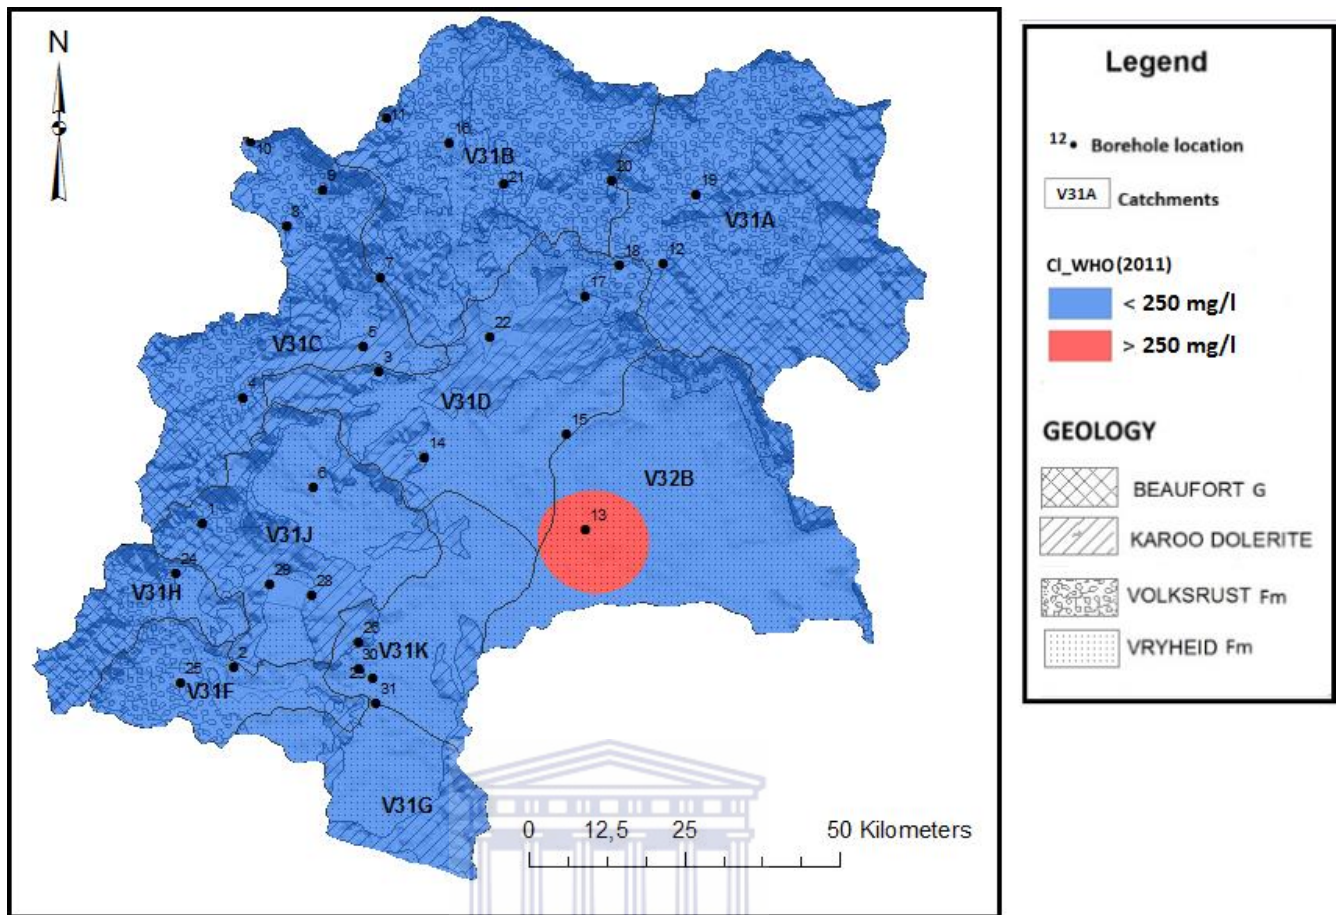 N
11
16
V31B
10
9
21
20
19
V31A
8
18
12
7
17
22
5
V31C
3
4
V31D
15
14
V32B
6
13
1
V31J
24
29
28
V31H
26
V31K
30
2
23
25
V31F
31
V31G
0 12,5 25 50 Kilometers
Legend
12 Borehole location
V31A Catchments
Cl_WHO (2011)
< 250 mg/l
> 250 mg/l
GEOLOGY
BEAUFORT G
KAROO DOLERITE
VOLKSRUST Fm
VRYHEID Fm